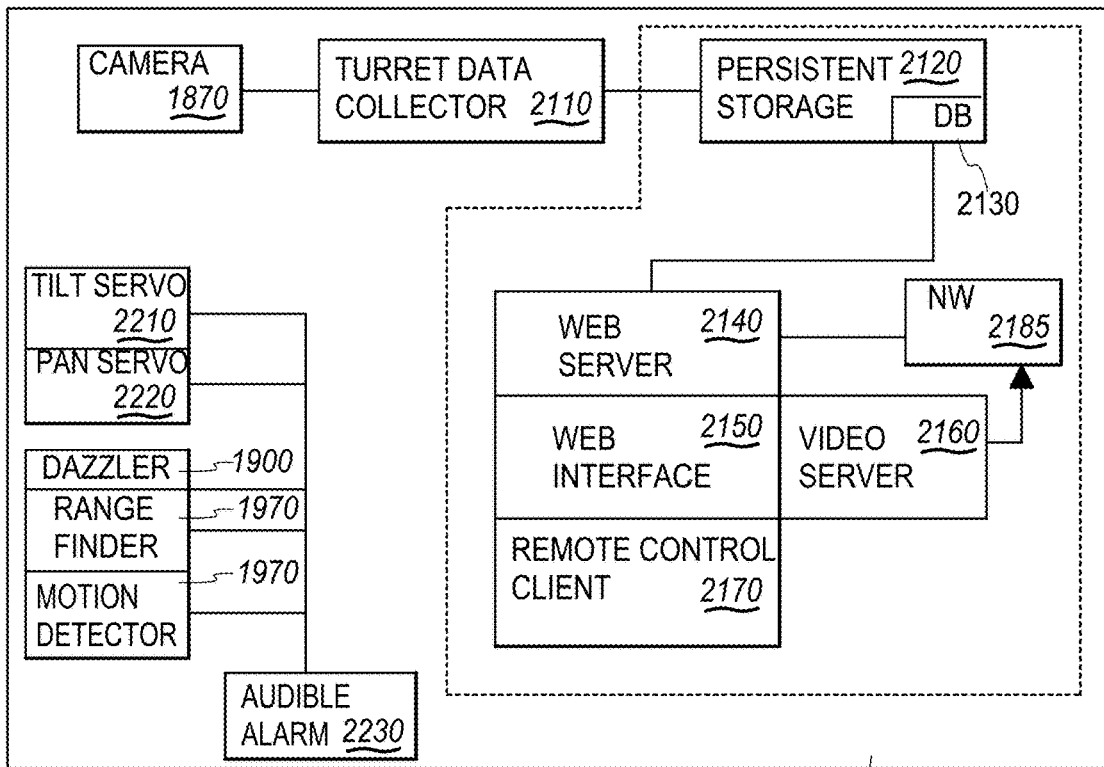 CAMERA
1870
TURRET DATA
COLLECTOR 2110
PERSISTENT 2120
STORAGE
DB
2130
TILT SERVO
2210
PAN SERVO
2220
DAZZLER
1900
RANGE
FINDER
1970
MOTION
DETECTOR
1970
AUDIBLE
ALARM 2230
WEB
SERVER
2140
NW
2185
WEB
INTERFACE
2150
VIDEO
SERVER
2160
REMOTE CONTROL
CLIENT
2170